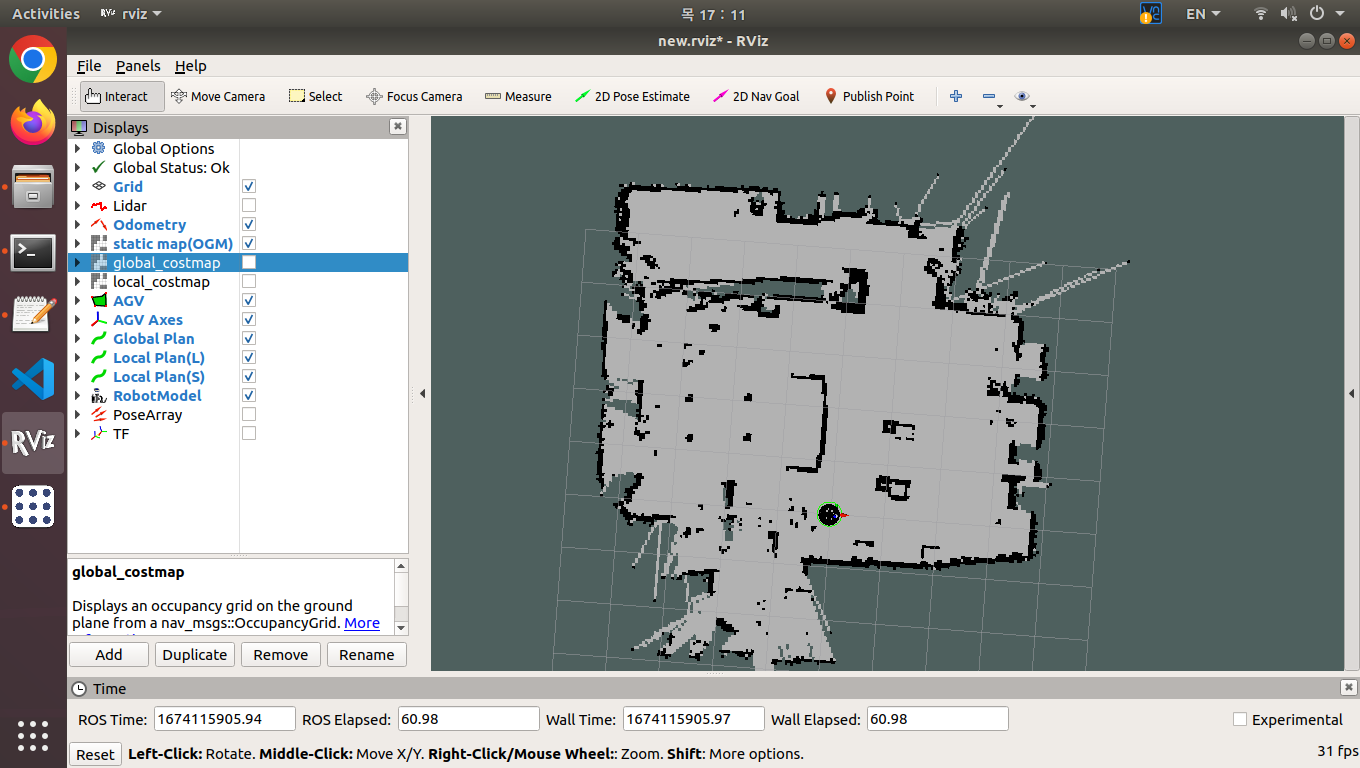 Activities RViz rviz 목 17 : 11 EN
new.rviz* - RViz
File Panels Help
Interact Move Camera Select Focus Camera Measure 2D Pose Estimate 2D Nav Goal Publish Point
Displays
Global Options
Global Status: Ok
Grid
Lidar
Odometry
static map(OGM)
global_costmap
local_costmap
AGV
AGV Axes
Global Plan
Local Plan(L)
Local Plan(S)
RobotModel
PoseArray
TF
RViz
global_costmap
Displays an occupancy grid on the ground
plane from a nav_msgs::OccupancyGrid. More
Add Duplicate Remove Rename
Time
ROS Time: 1674115905.94 ROS Elapsed: 60.98 Wall Time: 1674115905.97 Wall Elapsed: 60.98 Experimental
Reset Left-Click: Rotate. Middle-Click: Move X/Y. Right-Click/Mouse Wheel:: Zoom. Shift: More options. 31 fps